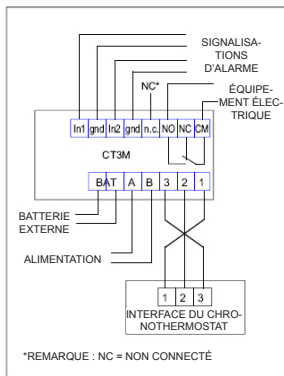 SIGNALISA-
TIONS
D'ALARME
NC*
ÉQUIPE-
MENT ÉLEC-
TRIQUE
In1 gnd In2 gnd n.c. NO NC CM
CT3M
BAT A B 3 2 1
BATTERIE
EXTERNE
ALIMENTATION
1 2 3
INTERFACE DU CHRO-
NOTHERMOSTAT
*REMARQUE : NC = NON CONNECTÉ